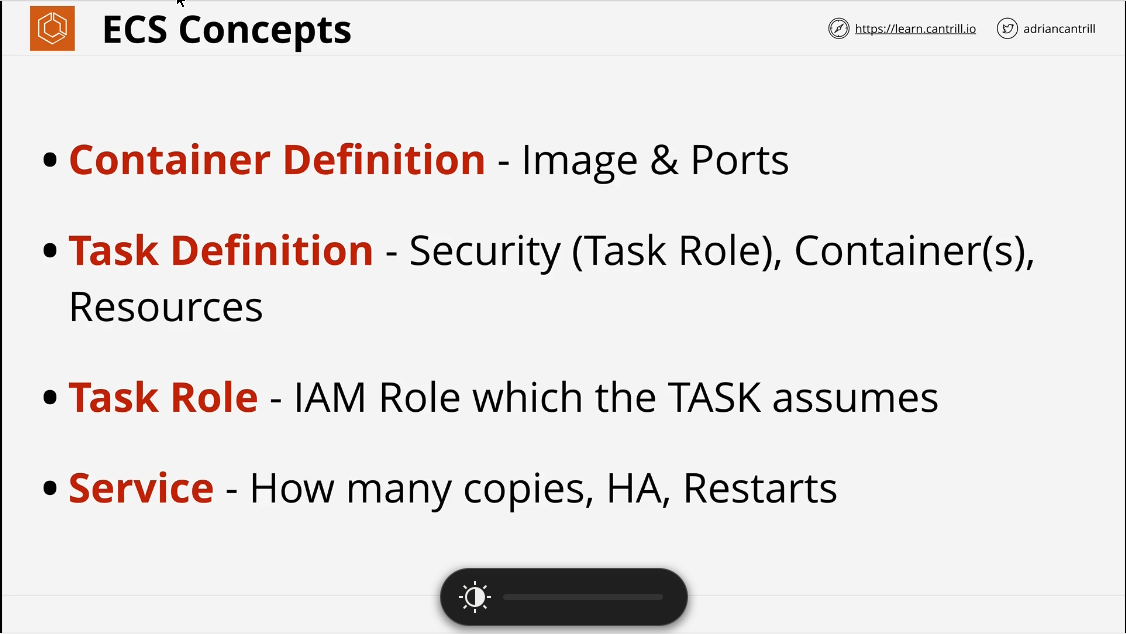 ECS Concepts
https://learn.cantrill.io
adriancantrill
• Container Definition - Image & Ports
• Task Definition - Security (Task Role), Container(s),
Resources
• Task Role - IAM Role which the TASK assumes
• Service - How many copies, HA, Restarts